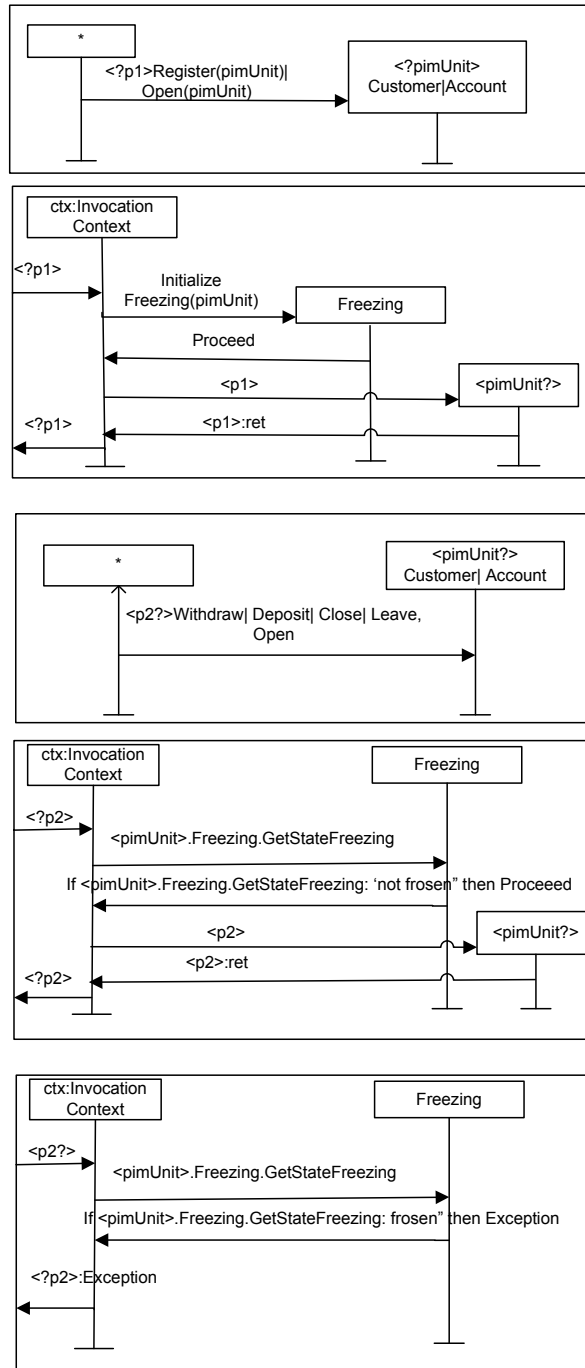 *
<?p1>Register(pimUnit)|
Open(pimUnit)
<?pimUnit>
Customer|Account
ctx:Invocation
Context
<?p1>
Initialize
Freezing(pimUnit)
Freezing
Proceed
<p1>
<pimUnit?>
<p1>:ret
<?p1>
*
<pimUnit?>
Customer| Account
<p2?>Withdraw| Deposit| Close| Leave,
Open
ctx:Invocation
Context
Freezing
<?p2>
<pimUnit>.Freezing.GetStateFreezing
If <pimUnit>.Freezing.GetStateFreezing: ‘not frosen” then Proceeed
<p2>
<pimUnit?>
<p2>:ret
<?p2>
ctx:Invocation
Context
Freezing
<p2?>
<pimUnit>.Freezing.GetStateFreezing
If <pimUnit>.Freezing.GetStateFreezing: frosen” then Exception
<?p2>:Exception